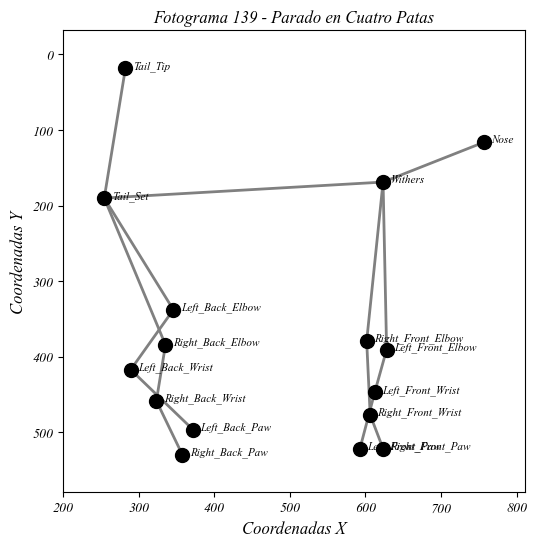 Fotograma 139 - Parado en Cuatro Patas
0
100
200
300
400
500
Coordenadas Y
Tail_Tip
Nose
Withers
Tail_Set
Left_Back_Elbow
Right_Front_Elbow
Right_Back_Elbow
Left_Front_Elbow
Left_Back_Wrist
Left_Front_Wrist
Right_Back_Wrist
Right_Front_Wrist
Left_Back_Paw
Left_Front_Paw
Right_Front_Paw
Right_Back_Paw
200 300 400 500 600 700 800
Coordenadas X